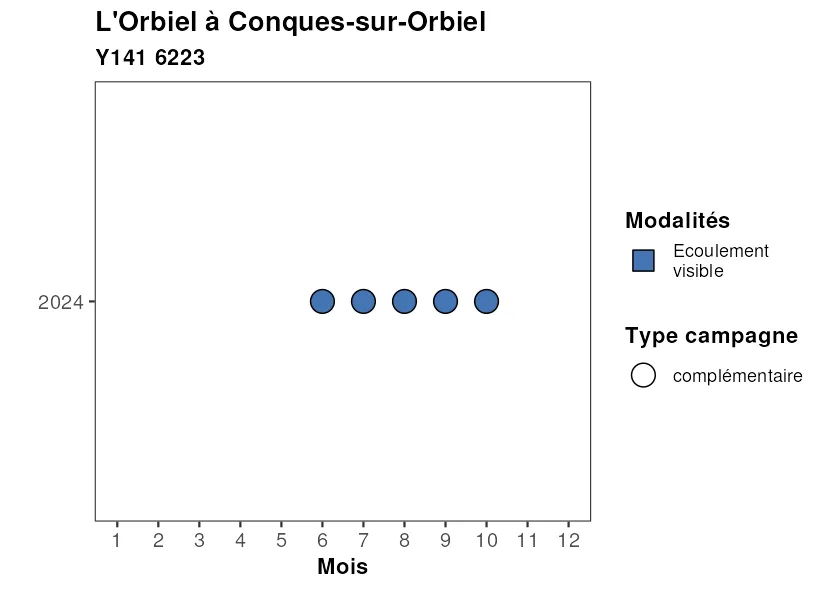 L'Orbiel à Conques-sur-Orbiel
Y141 6223
2024
1 2 3 4 5 6 7 8 9 10 11 12
Mois
Modalités
Ecoulement
visible
Type campagne
complémentaire